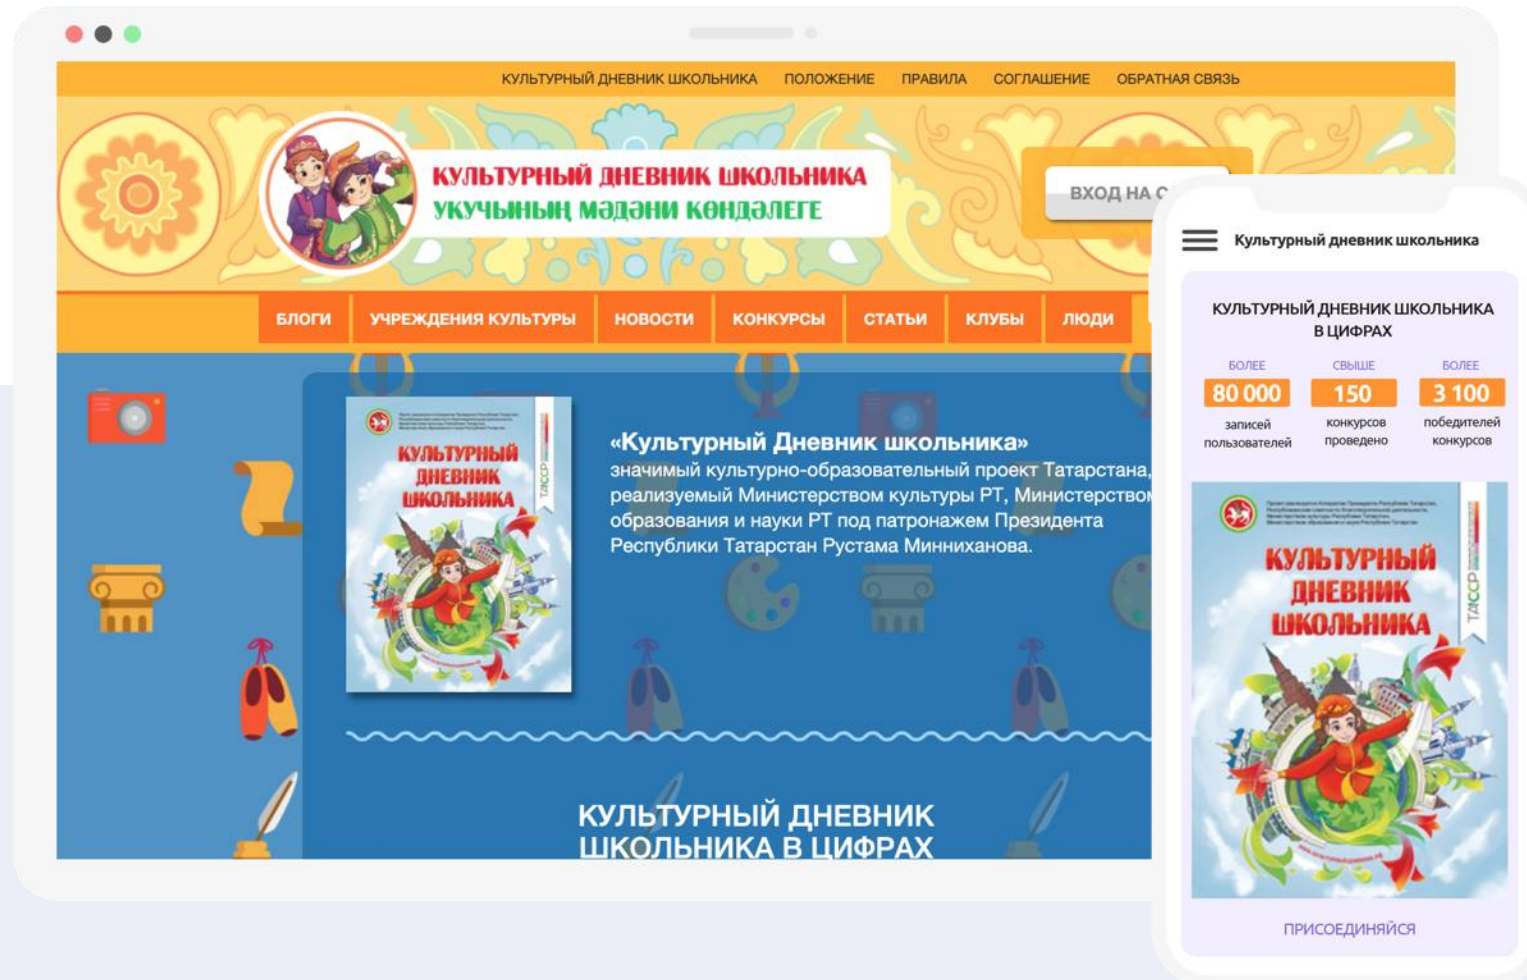 КУЛЬТУРНЫЙ ДНЕВНИК ШКОЛЬНИКА ПОЛОЖЕНИЕ ПРАВИЛА СОГЛАШЕНИЕ ОБРАТНАЯ СВЯЗЬ
КУЛЬТУРНЫЙ ДНЕВНИК ШКОЛЬНИКА
УКУЧЫНЫҢ МӘДӘНИ КӨНДӘЛЕГЕ
ВХОД НА С
БЛОГИ УЧРЕЖДЕНИЯ КУЛЬТУРЫ НОВОСТИ КОНКУРСЫ СТАТЬИ КЛУБЫ ЛЮДИ
КУЛЬТУРНЫЙ
ДНЕВНИК
ШКОЛЬНИКА
ТАССР
«Культурный Дневник школьника»
значимый культурно-образовательный проект Татарстана,
реализуемый Министерством культуры РТ, Министерством
образования и науки РТ под патронажем Президента
Республики Татарстан Рустама Минниханова.
КУЛЬТУРНЫЙ ДНЕВНИК
ШКОЛЬНИКА В ЦИФРАХ
Культурный дневник школьника
КУЛЬТУРНЫЙ ДНЕВНИК ШКОЛЬНИКА
В ЦИФРАХ
БОЛЕЕ СВЫШЕ БОЛЕЕ
80 000 150 3 100
записей конкурсов победителей
пользователей проведено конкурсов
КУЛЬТУРНЫЙ
ДНЕВНИК
ШКОЛЬНИКА
ТАССР
ПРИСОЕДИНЯЙСЯ